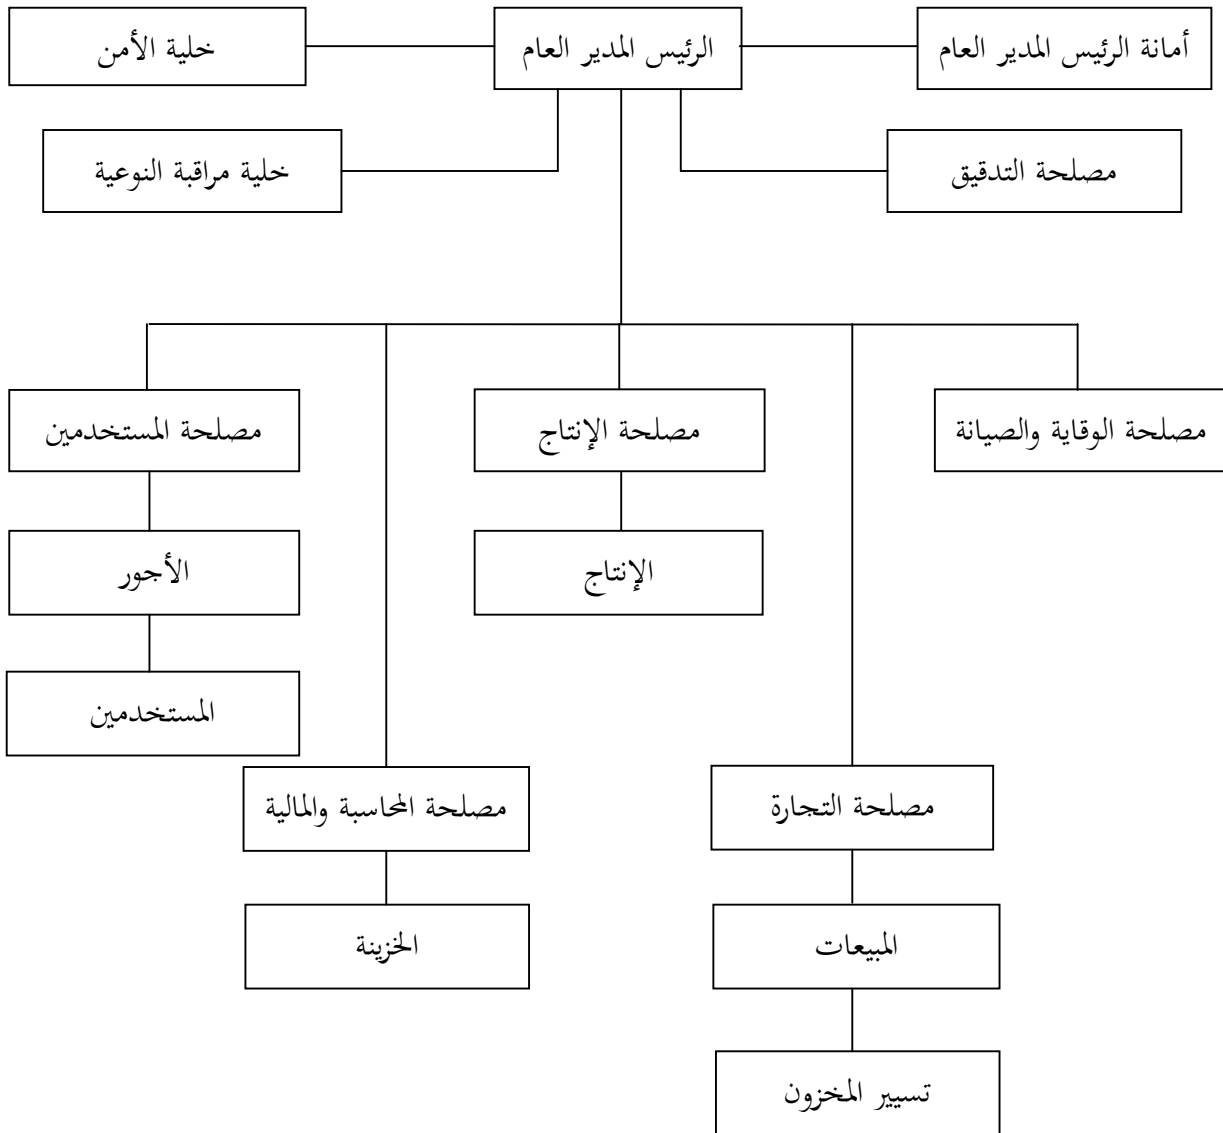 أمانة الرئيس المدير العام
الرئيس المدير العام
خلية الأمن
مصلحة التدقيق
خلية مراقبة النوعية
مصلحة الوقاية والصيانة
مصلحة الإنتاج
مصلحة المستخدمين
الإنتاج
الأجور
المستخدمين
مصلحة التجارة
مصلحة المحاسبة والمالية
المبيعات
الخزينة
تسيير المخزون